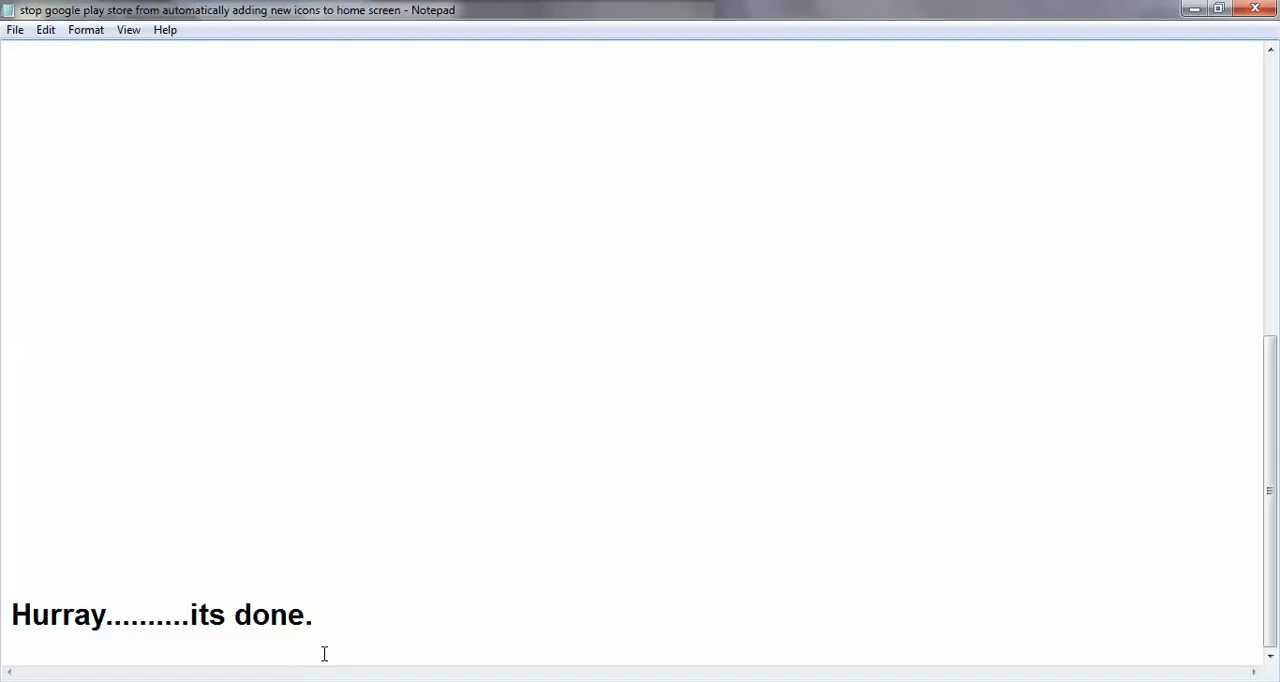 stop google play store from automatically adding new icons to home screen - Notepad
File Edit Format View Help
Hurray..........its done.